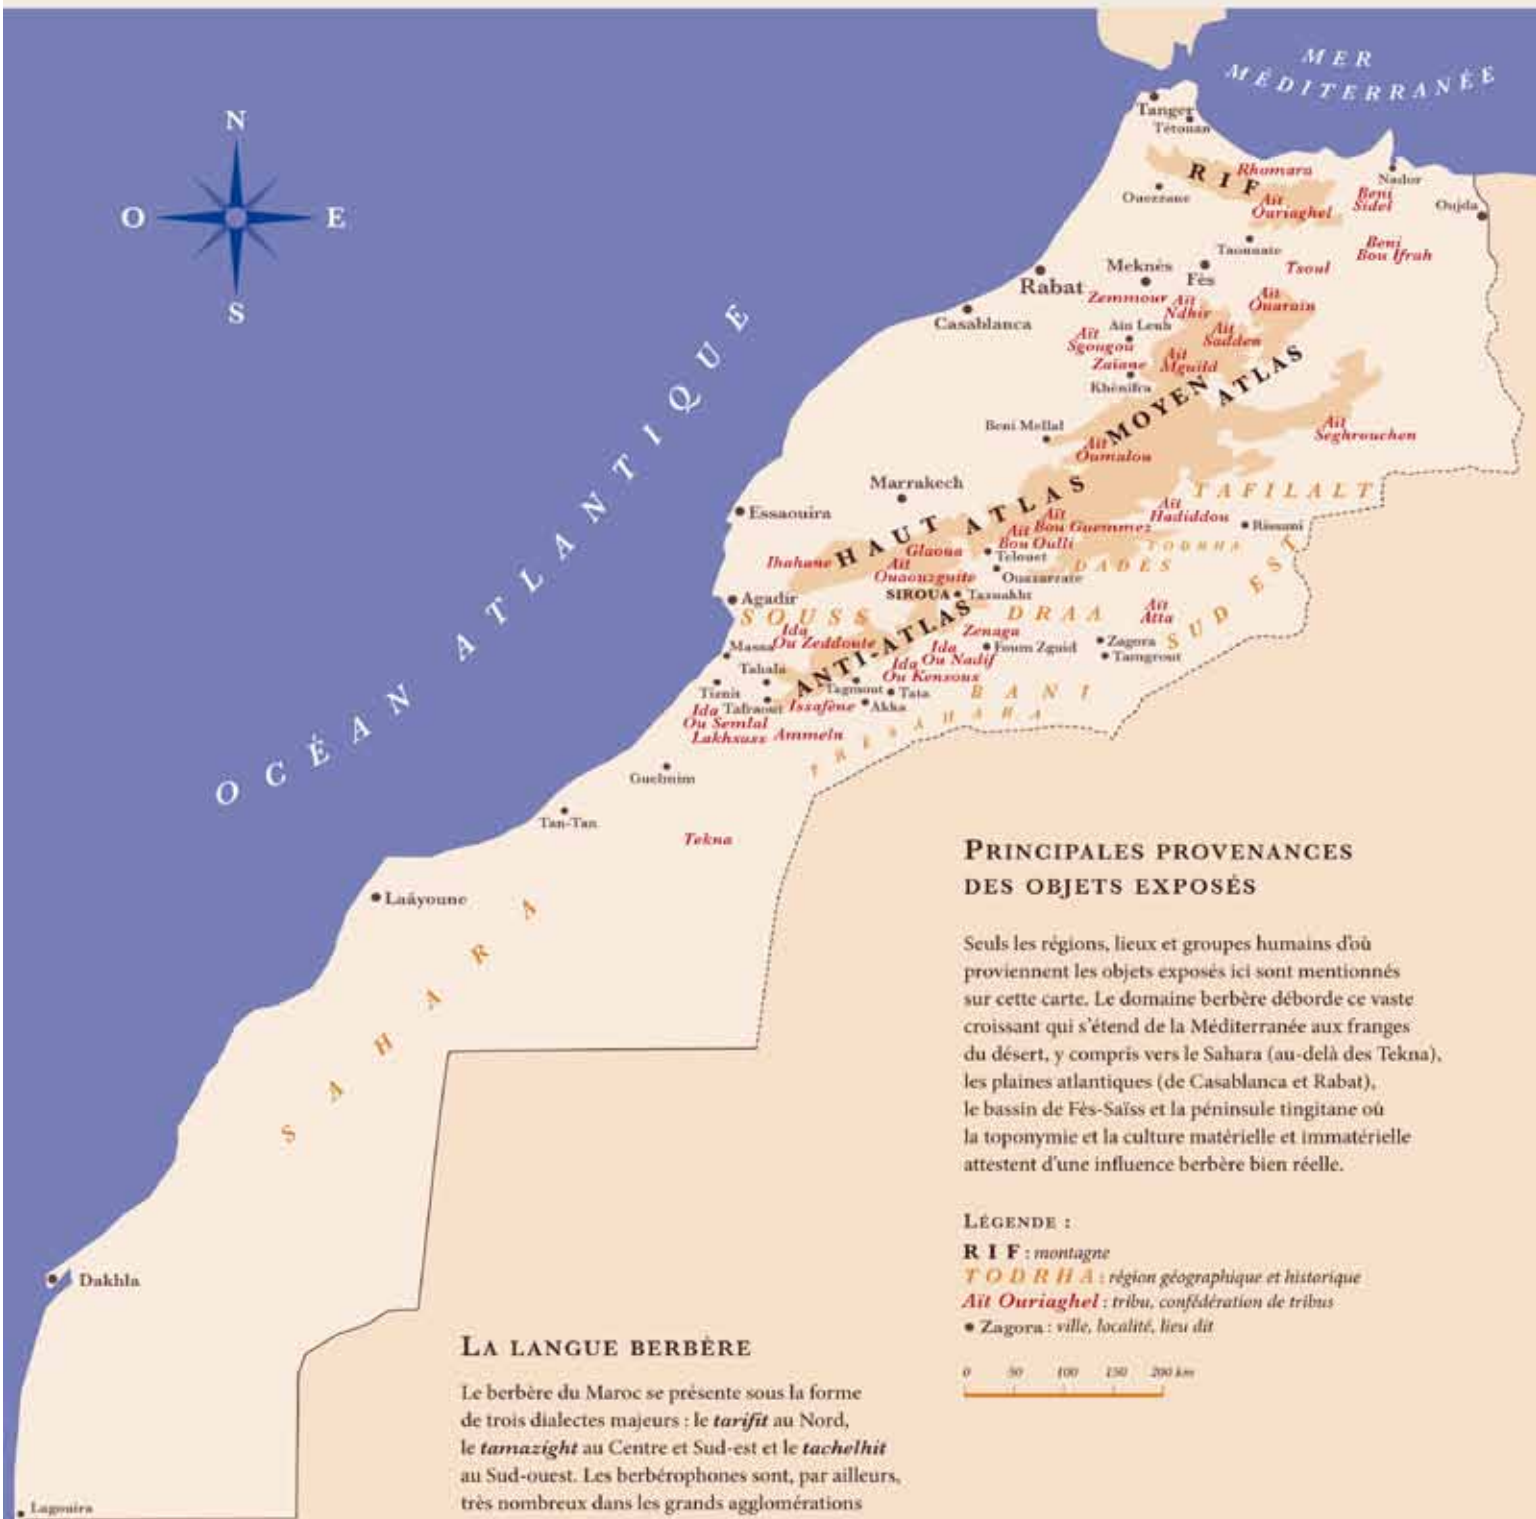 MER
MÉDITERRANÉE
N
O
E
S
OCÉAN ATLANTIQUE
Tanger
Tétouan
RIF
Rhomara
Nador
Ouezzane
Aït
Ouriaghel
Beni
Sidel
Oujda
Taounate
Beni
Bou Ifrah
Meknès
Fès
Tsoul
Rabat
Zemmour
Aït
Ndhir
Aït
Ouarain
Casablanca
Aït
Sgougou
Ain Leuh
Aït
Sadden
Zaïane
Aït
Mguild
Khénifra
MOYEN ATLAS
Beni Mellal
Aït
Oumalou
Aït
Seghrouchen
Marrakech
HAUT ATLAS
TAFILALT
Essaouira
Aït
Bou Guemmez
Aït
Hadiddou
Rissani
Aït
Bou Oulli
TODRHA
Ihahane
Glaoua
Telouet
DADÈS
Aït
Ouaouzguite
Ouarzazate
SUD EST
SIROUA
Taznakht
Agadir
SOUSS
DRAA
Aït
Atta
ANTI-ATLAS
Ida
Ou Zeddoute
Zenaga
Massa
Ida
Ou Nadif
Foum Zguid
Zagora
Tamgrout
Tahala
Ida
Ou Kensous
Tiznit
Tagmout
Tata
BANI
Ida
Ou Semlal
Tafraout
Issafène
Akka
Lakhsass
Ammeln
PRÉSAHARA
Guelmim
Tan-Tan
Tekna
Laâyoune
SAHARA
Dakhla
Lagouira
PRINCIPALES PROVENANCES
DES OBJETS EXPOSÉS
Seuls les régions, lieux et groupes humains d'où
proviennent les objets exposés ici sont mentionnés
sur cette carte. Le domaine berbère déborde ce vaste
croissant qui s'étend de la Méditerranée aux franges
du désert, y compris vers le Sahara (au-delà des Tekna),
les plaines atlantiques (de Casablanca et Rabat),
le bassin de Fès-Saïss et la péninsule tingitane où
la toponymie et la culture matérielle et immatérielle
attestent d'une influence berbère bien réelle.
LÉGENDE :
RIF : montagne
TODRHA : région géographique et historique
Aït Ouriaghel : tribu, confédération de tribus
• Zagora : ville, localité, lieu dit
0 50 100 150 200 km
LA LANGUE BERBÈRE
Le berbère du Maroc se présente sous la forme
de trois dialectes majeurs : le tarifit au Nord,
le tamazight au Centre et Sud-est et le tachelhit
au Sud-ouest. Les berbérophones sont, par ailleurs,
très nombreux dans les grands agglomérations